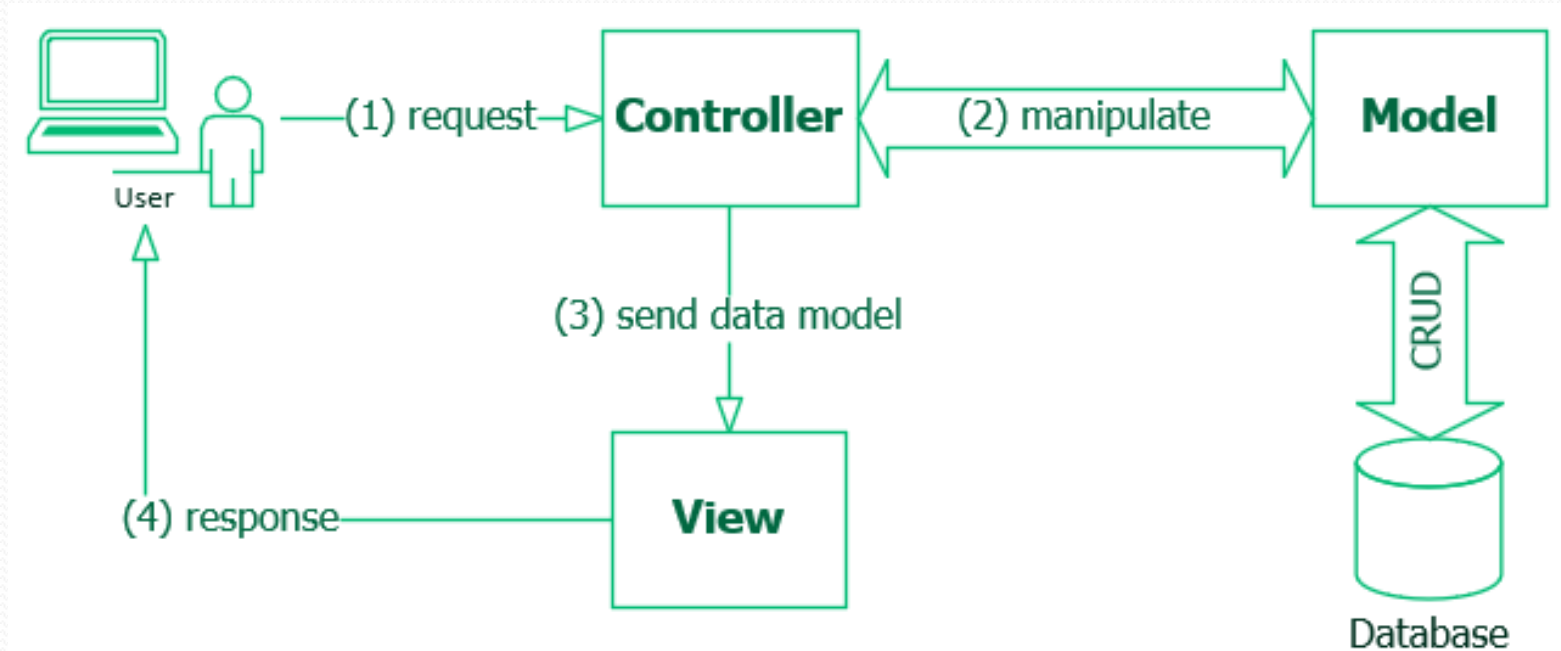 (1) request
Controller
(2) manipulate
Model
User
(3) send data model
CRUD
(4) response
View
Database